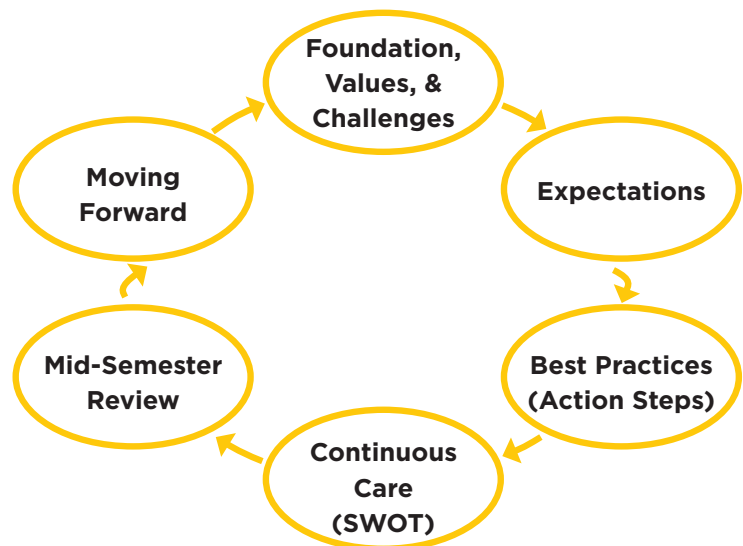 Foundation,
Values, &
Challenges
Expectations
Best Practices
(Action Steps)
Continuous
Care
(SWOT)
Mid-Semester
Review
Moving
Forward